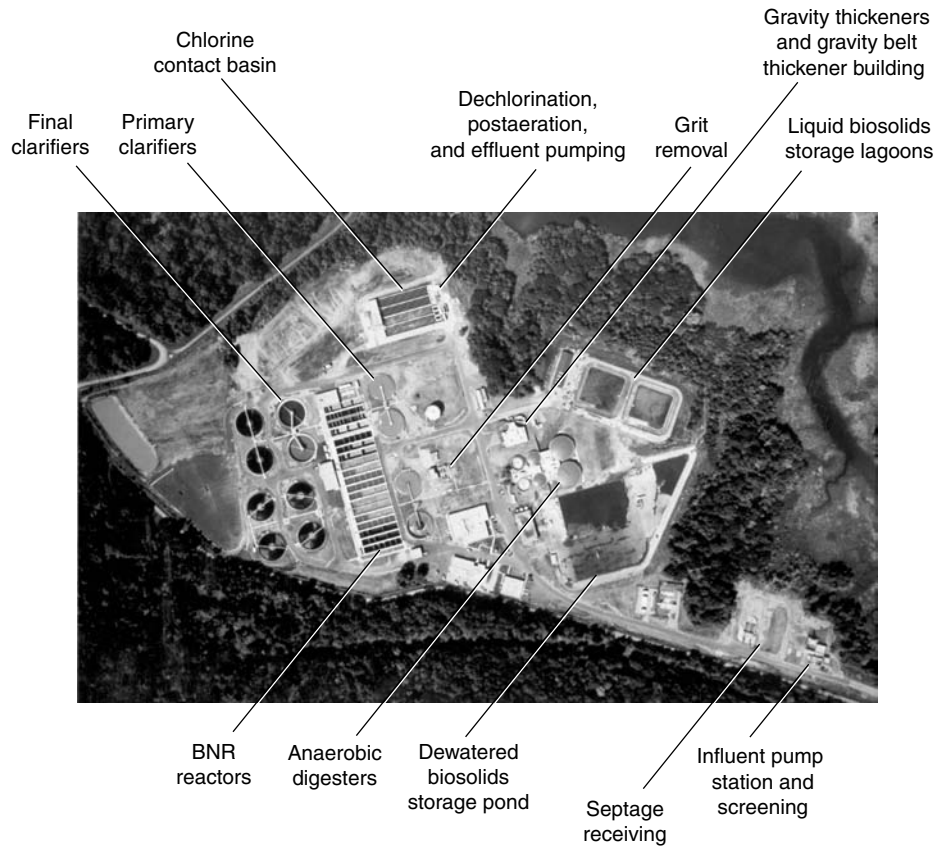 Gravity thickeners
and gravity belt
thickener building
Chlorine
contact basin
Dechlorination,
postaeration,
and effluent pumping
Final
clarifiers
Primary
clarifiers
Grit
removal
Liquid biosolids
storage lagoons
BNR
reactors
Anaerobic
digesters
Dewatered
biosolids
storage pond
Septage
receiving
Influent pump
station and
screening